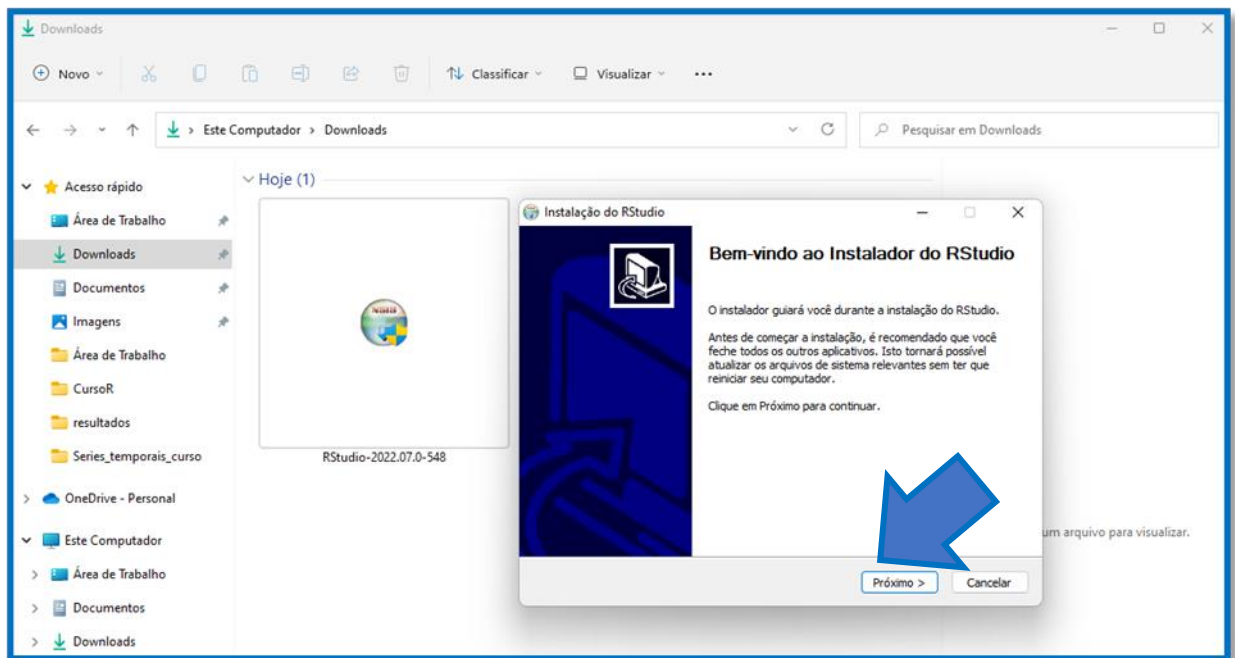 Downloads
Novo
Classificar
Visualizar
Este Computador > Downloads
Pesquisar em Downloads
Acesso rápido
Área de Trabalho
Downloads
Documentos
Imagens
Área de Trabalho
CursoR
resultados
Series_temporais_curso
OneDrive - Personal
Este Computador
Área de Trabalho
Documentos
Downloads
Hoje (1)
NSIS
RStudio-2022.07.0-548
Instalação do RStudio
Bem-vindo ao Instalador do RStudio
O instalador guiará você durante a instalação do RStudio.
Antes de começar a instalação, é recomendado que você
feche todos os outros aplicativos. Isto tornará possível
atualizar os arquivos de sistema relevantes sem ter que
reiniciar seu computador.
Clique em Próximo para continuar.
Próximo >
Cancelar
um arquivo para visualizar.